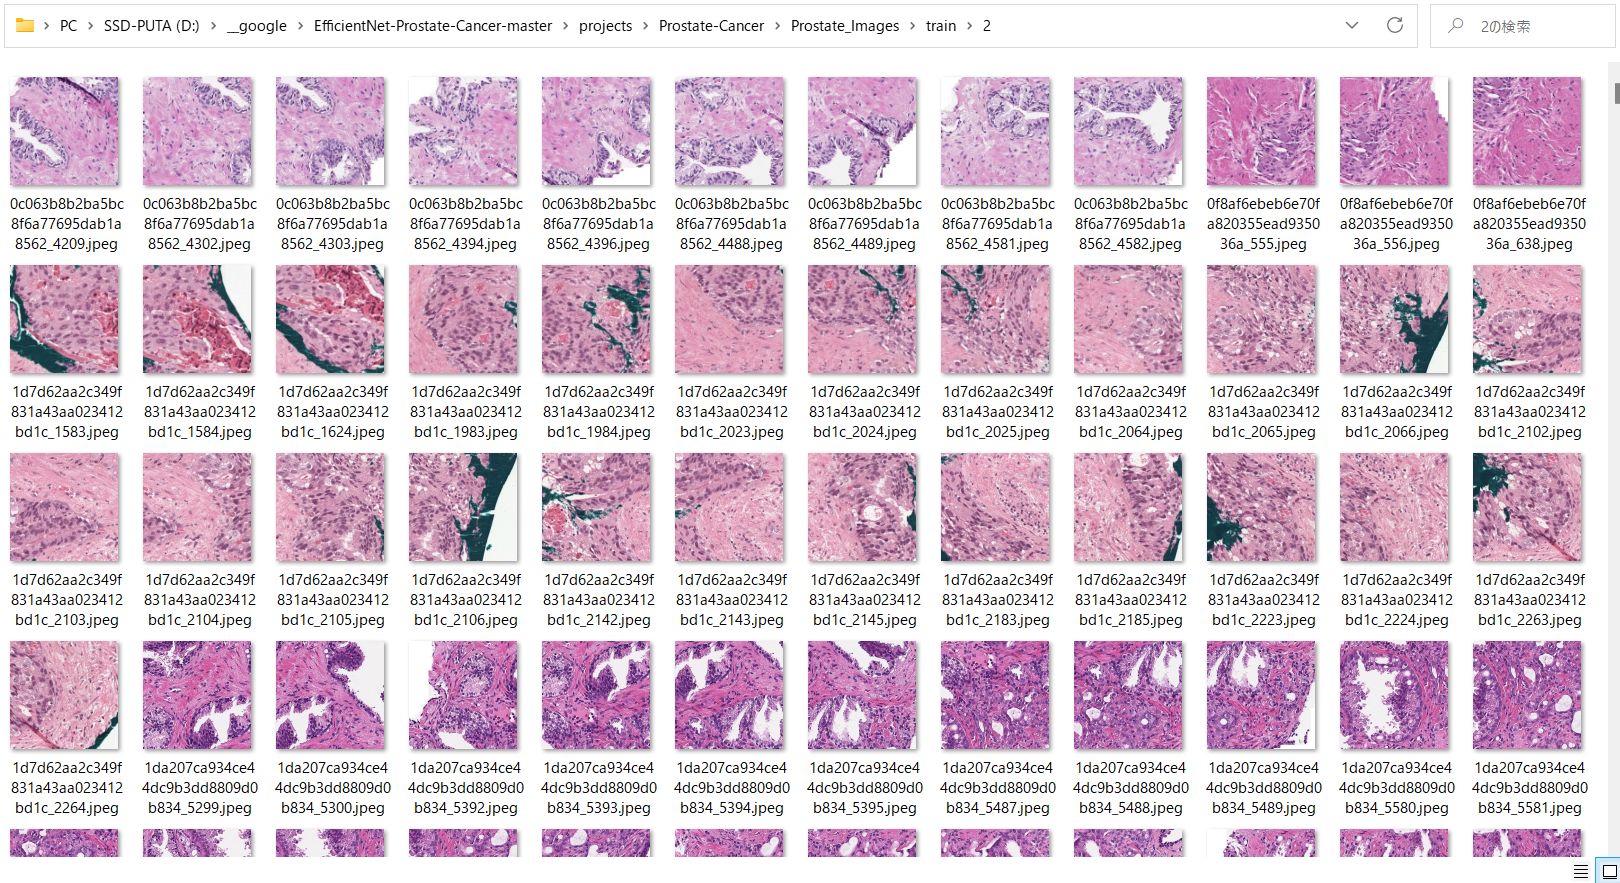 PC > SSD-PUTA (D:) > __google > EfficientNet-Prostate-Cancer-master > projects > Prostate-Cancer > Prostate_Images > train > 2
2の検索
0c063b8b2ba5bc 0c063b8b2ba5bc 0c063b8b2ba5bc 0c063b8b2ba5bc 0c063b8b2ba5bc 0c063b8b2ba5bc 0c063b8b2ba5bc 0c063b8b2ba5bc 0c063b8b2ba5bc 0f8af6ebeb6e70f 0f8af6ebeb6e70f 0f8af6ebeb6e70f
8f6a77695dab1a 8f6a77695dab1a 8f6a77695dab1a 8f6a77695dab1a 8f6a77695dab1a 8f6a77695dab1a 8f6a77695dab1a 8f6a77695dab1a 8f6a77695dab1a a820355ead9350 a820355ead9350 a820355ead9350
8562_4209.jpeg 8562_4302.jpeg 8562_4303.jpeg 8562_4394.jpeg 8562_4396.jpeg 8562_4488.jpeg 8562_4489.jpeg 8562_4581.jpeg 8562_4582.jpeg 36a_555.jpeg 36a_556.jpeg 36a_638.jpeg
1d7d62aa2c349f 1d7d62aa2c349f 1d7d62aa2c349f 1d7d62aa2c349f 1d7d62aa2c349f 1d7d62aa2c349f 1d7d62aa2c349f 1d7d62aa2c349f 1d7d62aa2c349f 1d7d62aa2c349f 1d7d62aa2c349f 1d7d62aa2c349f
831a43aa023412 831a43aa023412 831a43aa023412 831a43aa023412 831a43aa023412 831a43aa023412 831a43aa023412 831a43aa023412 831a43aa023412 831a43aa023412 831a43aa023412 831a43aa023412
bd1c_1583.jpeg bd1c_1584.jpeg bd1c_1624.jpeg bd1c_1983.jpeg bd1c_1984.jpeg bd1c_2023.jpeg bd1c_2024.jpeg bd1c_2025.jpeg bd1c_2064.jpeg bd1c_2065.jpeg bd1c_2066.jpeg bd1c_2102.jpeg
1d7d62aa2c349f 1d7d62aa2c349f 1d7d62aa2c349f 1d7d62aa2c349f 1d7d62aa2c349f 1d7d62aa2c349f 1d7d62aa2c349f 1d7d62aa2c349f 1d7d62aa2c349f 1d7d62aa2c349f 1d7d62aa2c349f 1d7d62aa2c349f
831a43aa023412 831a43aa023412 831a43aa023412 831a43aa023412 831a43aa023412 831a43aa023412 831a43aa023412 831a43aa023412 831a43aa023412 831a43aa023412 831a43aa023412 831a43aa023412
bd1c_2103.jpeg bd1c_2104.jpeg bd1c_2105.jpeg bd1c_2106.jpeg bd1c_2142.jpeg bd1c_2143.jpeg bd1c_2145.jpeg bd1c_2183.jpeg bd1c_2185.jpeg bd1c_2223.jpeg bd1c_2224.jpeg bd1c_2263.jpeg
1d7d62aa2c349f 1da207ca934ce4 1da207ca934ce4 1da207ca934ce4 1da207ca934ce4 1da207ca934ce4 1da207ca934ce4 1da207ca934ce4 1da207ca934ce4 1da207ca934ce4 1da207ca934ce4 1da207ca934ce4
831a43aa023412 4dc9b3dd8809d0 4dc9b3dd8809d0 4dc9b3dd8809d0 4dc9b3dd8809d0 4dc9b3dd8809d0 4dc9b3dd8809d0 4dc9b3dd8809d0 4dc9b3dd8809d0 4dc9b3dd8809d0 4dc9b3dd8809d0 4dc9b3dd8809d0
bd1c_2264.jpeg b834_5299.jpeg b834_5300.jpeg b834_5392.jpeg b834_5393.jpeg b834_5394.jpeg b834_5395.jpeg b834_5487.jpeg b834_5488.jpeg b834_5489.jpeg b834_5580.jpeg b834_5581.jpeg